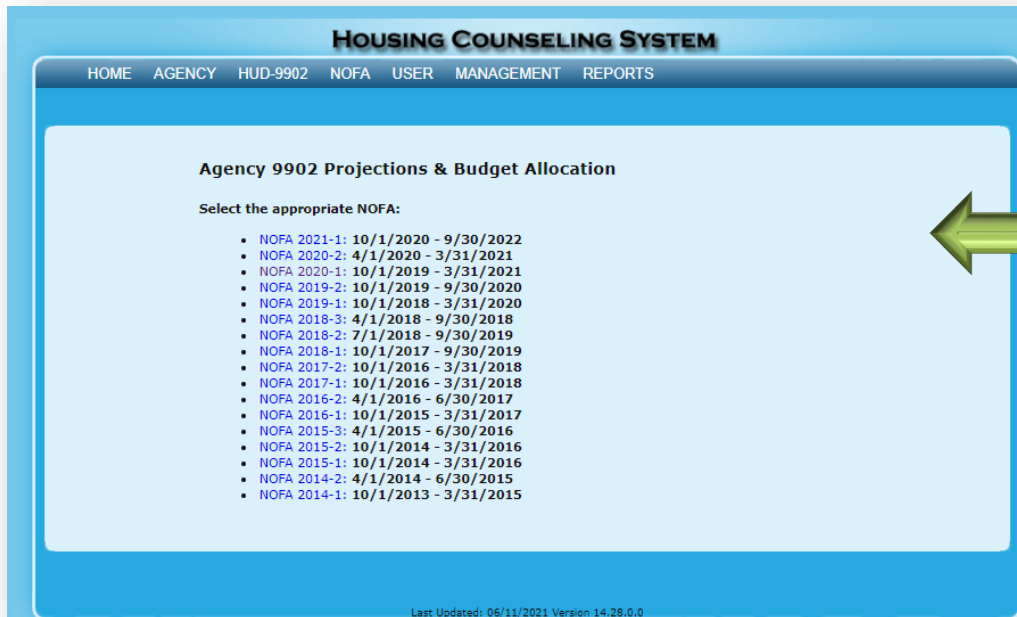 HOUSING COUNSELING SYSTEM
HOME AGENCY HUD-9902 NOFA USER MANAGEMENT REPORTS
Agency 9902 Projections & Budget Allocation
Select the appropriate NOFA:
• NOFA 2021-1: 10/1/2020 - 9/30/2022
• NOFA 2020-2: 4/1/2020 - 3/31/2021
• NOFA 2020-1: 10/1/2019 - 3/31/2021
• NOFA 2019-2: 10/1/2019 - 9/30/2020
• NOFA 2019-1: 10/1/2018 - 3/31/2020
• NOFA 2018-3: 4/1/2018 - 9/30/2018
• NOFA 2018-2: 7/1/2018 - 9/30/2019
• NOFA 2018-1: 10/1/2017 - 9/30/2019
• NOFA 2017-2: 10/1/2016 - 3/31/2018
• NOFA 2017-1: 10/1/2016 - 3/31/2018
• NOFA 2016-2: 4/1/2016 - 6/30/2017
• NOFA 2016-1: 10/1/2015 - 3/31/2017
• NOFA 2015-3: 4/1/2015 - 6/30/2016
• NOFA 2015-2: 10/1/2014 - 3/31/2016
• NOFA 2015-1: 10/1/2014 - 3/31/2016
• NOFA 2014-2: 4/1/2014 - 6/30/2015
• NOFA 2014-1: 10/1/2013 - 3/31/2015
Last Updated: 06/11/2021 Version 14.28.0.0